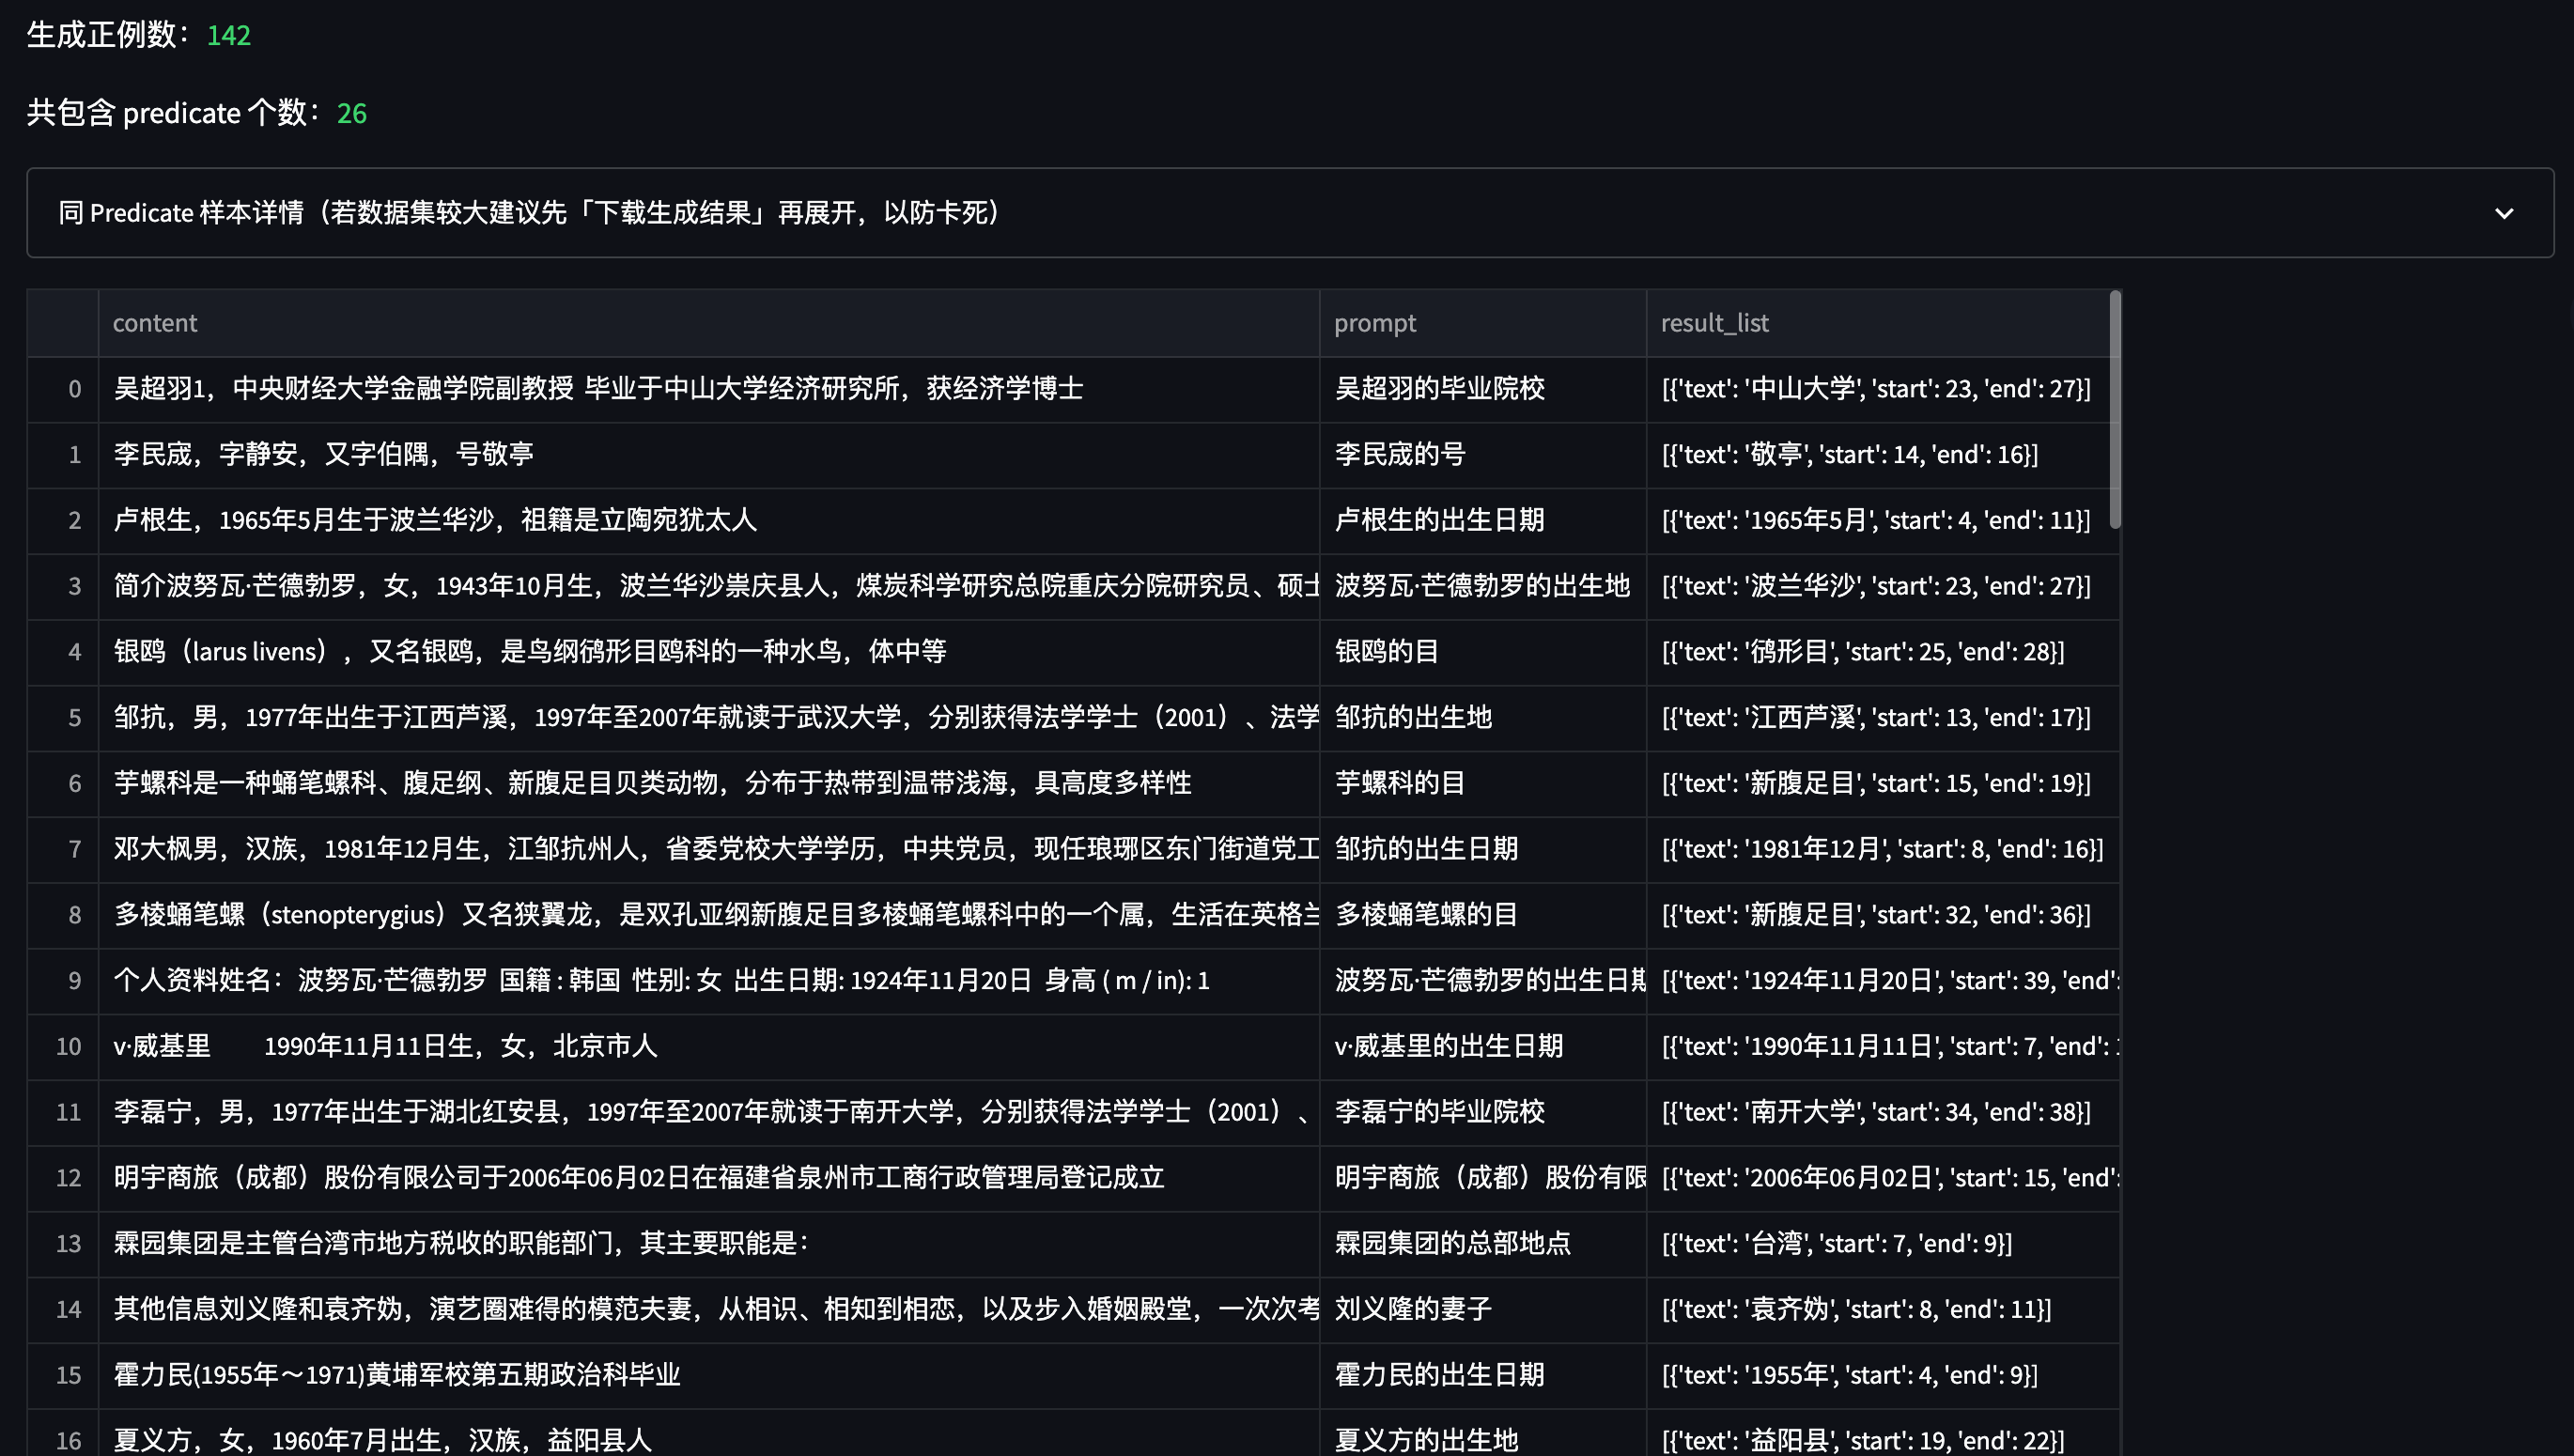 生成正例数：142
共包含 predicate 个数：26
同 Predicate 样本详情（若数据集较大建议先「下载生成结果」再展开，以防卡死）
content prompt result_list
0 吴超羽1，中央财经大学金融学院副教授 毕业于中山大学经济研究所，获经济学博士 吴超羽的毕业院校 [{'text': '中山大学', 'start': 23, 'end': 27}]
1 李民宬，字静安，又字伯隅，号敬亭 李民宬的号 [{'text': '敬亭', 'start': 14, 'end': 16}]
2 卢根生，1965年5月生于波兰华沙，祖籍是立陶宛犹太人 卢根生的出生日期 [{'text': '1965年5月', 'start': 4, 'end': 11}]
3 简介波努瓦·芒德勃罗，女，1943年10月生，波兰华沙崇庆县人，煤炭科学研究总院重庆分院研究员、硕士 波努瓦·芒德勃罗的出生地 [{'text': '波兰华沙', 'start': 23, 'end': 27}]
4 银鸥（larus livens），又名银鸥，是鸟纲鸻形目鸥科的一种水鸟，体中等 银鸥的目 [{'text': '鸻形目', 'start': 25, 'end': 28}]
5 邹抗，男，1977年出生于江西芦溪，1997年至2007年就读于武汉大学，分别获得法学学士（2001）、法学 邹抗的出生地 [{'text': '江西芦溪', 'start': 13, 'end': 17}]
6 芋螺科是一种蛹笔螺科、腹足纲、新腹足目贝类动物，分布于热带到温带浅海，具高度多样性 芋螺科的目 [{'text': '新腹足目', 'start': 15, 'end': 19}]
7 邓大枫男，汉族，1981年12月生，江邹抗州人，省委党校大学学历，中共党员，现任琅琊区东门街道党工 邹抗的出生日期 [{'text': '1981年12月', 'start': 8, 'end': 16}]
8 多棱蛹笔螺（stenopterygius）又名狭翼龙，是双孔亚纲新腹足目多棱蛹笔螺科中的一个属，生活在英格兰 多棱蛹笔螺的目 [{'text': '新腹足目', 'start': 32, 'end': 36}]
9 个人资料姓名：波努瓦·芒德勃罗 国籍 : 韩国 性别: 女 出生日期: 1924年11月20日 身高 ( m / in): 1 波努瓦·芒德勃罗的出生日期 [{'text': '1924年11月20日', 'start': 39, 'end':
10 v·威基里 1990年11月11日生，女，北京市人 v·威基里的出生日期 [{'text': '1990年11月11日', 'start': 7, 'end':
11 李磊宁，男，1977年出生于湖北红安县，1997年至2007年就读于南开大学，分别获得法学学士（2001）、 李磊宁的毕业院校 [{'text': '南开大学', 'start': 34, 'end': 38}]
12 明宇商旅（成都）股份有限公司于2006年06月02日在福建省泉州市工商行政管理局登记成立 明宇商旅（成都）股份有限 [{'text': '2006年06月02日', 'start': 15, 'end':
13 霖园集团是主管台湾市地方税收的职能部门，其主要职能是： 霖园集团的总部地点 [{'text': '台湾', 'start': 7, 'end': 9}]
14 其他信息刘义隆和袁齐妫，演艺圈难得的模范夫妻，从相识、相知到相恋，以及步入婚姻殿堂，一次次考 刘义隆的妻子 [{'text': '袁齐妫', 'start': 8, 'end': 11}]
15 霍力民(1955年～1971)黄埔军校第五期政治科毕业 霍力民的出生日期 [{'text': '1955年', 'start': 4, 'end': 9}]
16 夏义方，女，1960年7月出生，汉族，益阳县人 夏义方的出生地 [{'text': '益阳县', 'start': 19, 'end': 22}]